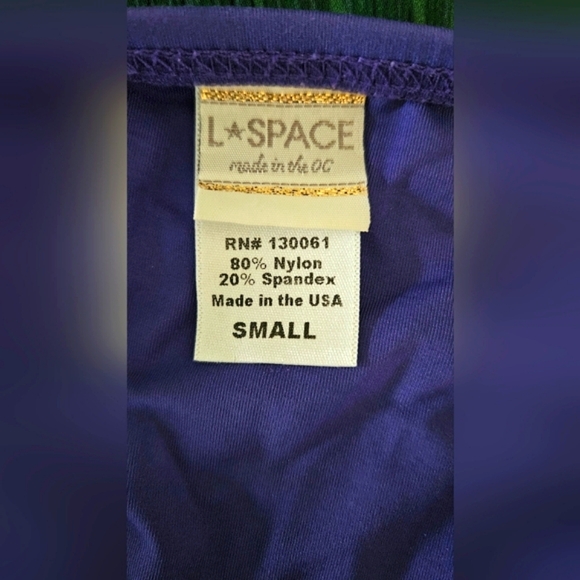 L★SPACE
made in the OC
RN# 130061
80% Nylon
20% Spandex
Made in the USA
SMALL